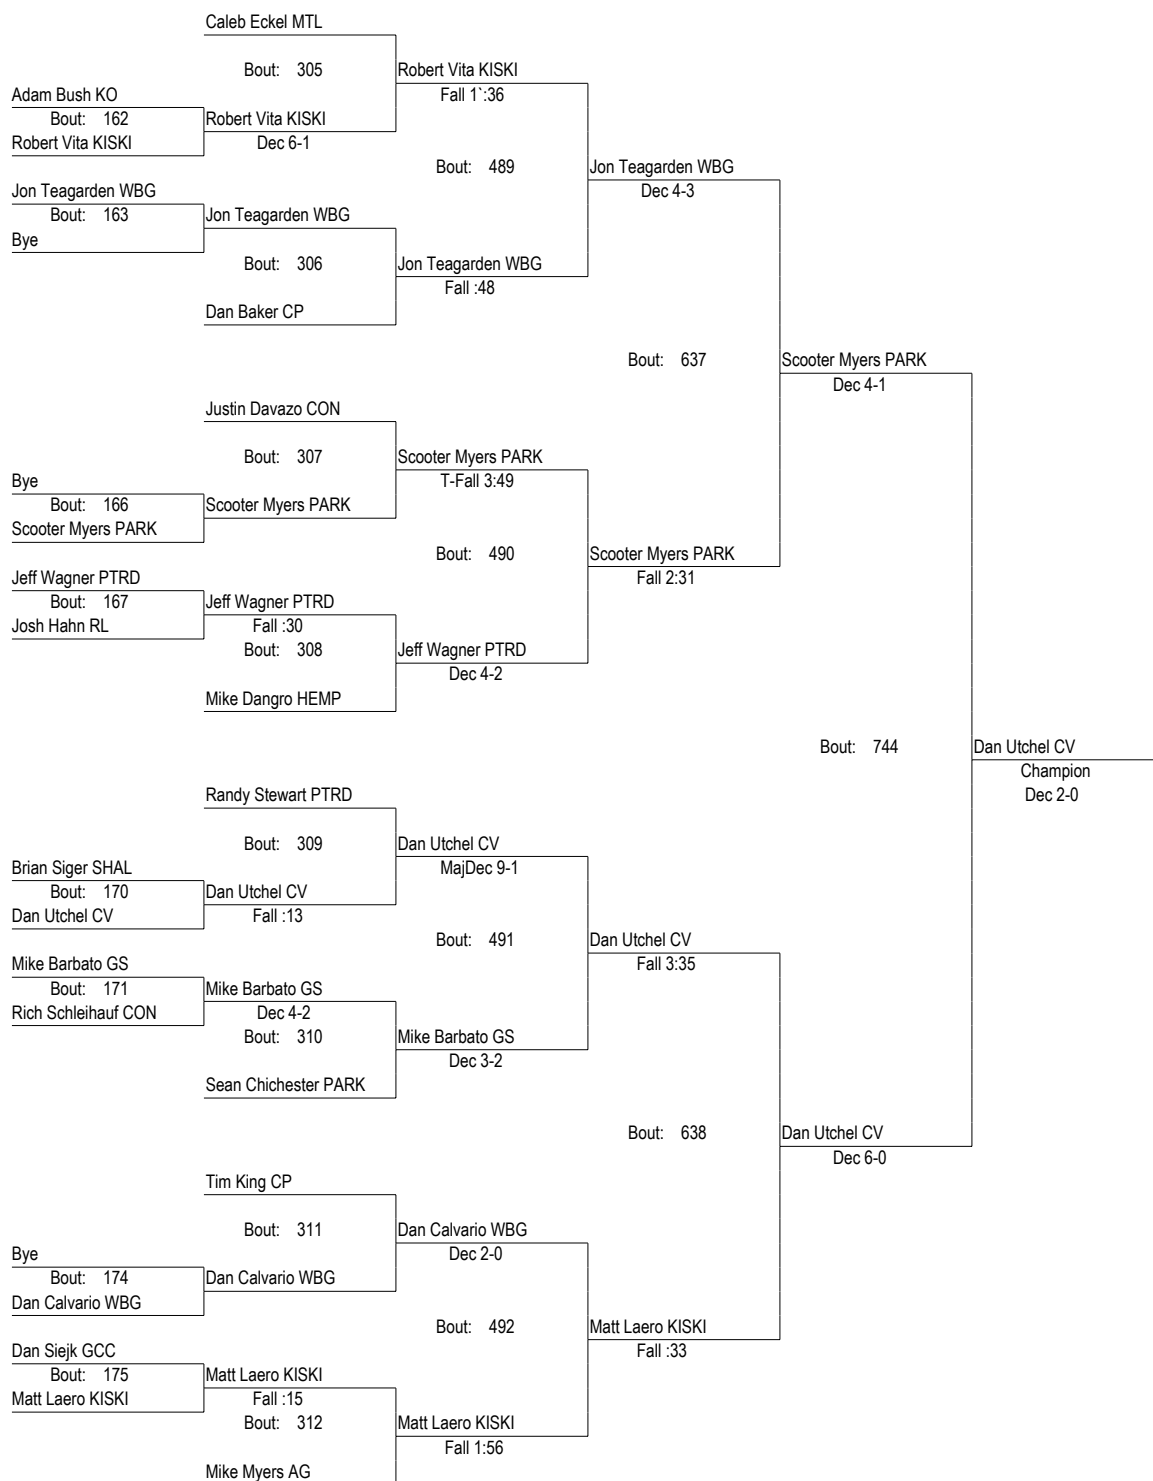 Caleb Eckel MTL
Bout: 305 Robert Vita KISKI
Adam Bush KO Fall 1`:36
Bout: 162 Robert Vita KISKI
Robert Vita KISKI Dec 6-1
Bout: 489 Jon Teagarden WBG
Jon Teagarden WBG Dec 4-3
Bout: 163 Jon Teagarden WBG
Bye
Bout: 306 Jon Teagarden WBG
Fall :48
Dan Baker CP
Bout: 637 Scooter Myers PARK
Dec 4-1
Justin Davazo CON
Bout: 307 Scooter Myers PARK
Bye T-Fall 3:49
Bout: 166 Scooter Myers PARK
Scooter Myers PARK
Bout: 490 Scooter Myers PARK
Jeff Wagner PTRD Fall 2:31
Bout: 167 Jeff Wagner PTRD
Josh Hahn RL Fall :30
Bout: 308 Jeff Wagner PTRD
Dec 4-2
Mike Dangro HEMP
Bout: 744 Dan Utchel CV
Champion
Randy Stewart PTRD Dec 2-0
Bout: 309 Dan Utchel CV
Brian Siger SHAL MajDec 9-1
Bout: 170 Dan Utchel CV
Dan Utchel CV Fall :13
Bout: 491 Dan Utchel CV
Mike Barbato GS Fall 3:35
Bout: 171 Mike Barbato GS
Rich Schleihauf CON Dec 4-2
Bout: 310 Mike Barbato GS
Dec 3-2
Sean Chichester PARK
Bout: 638 Dan Utchel CV
Dec 6-0
Tim King CP
Bout: 311 Dan Calvario WBG
Bye Dec 2-0
Bout: 174 Dan Calvario WBG
Dan Calvario WBG
Bout: 492 Matt Laero KISKI
Dan Siejk GCC Fall :33
Bout: 175 Matt Laero KISKI
Matt Laero KISKI Fall :15
Bout: 312 Matt Laero KISKI
Fall 1:56
Mike Myers AG